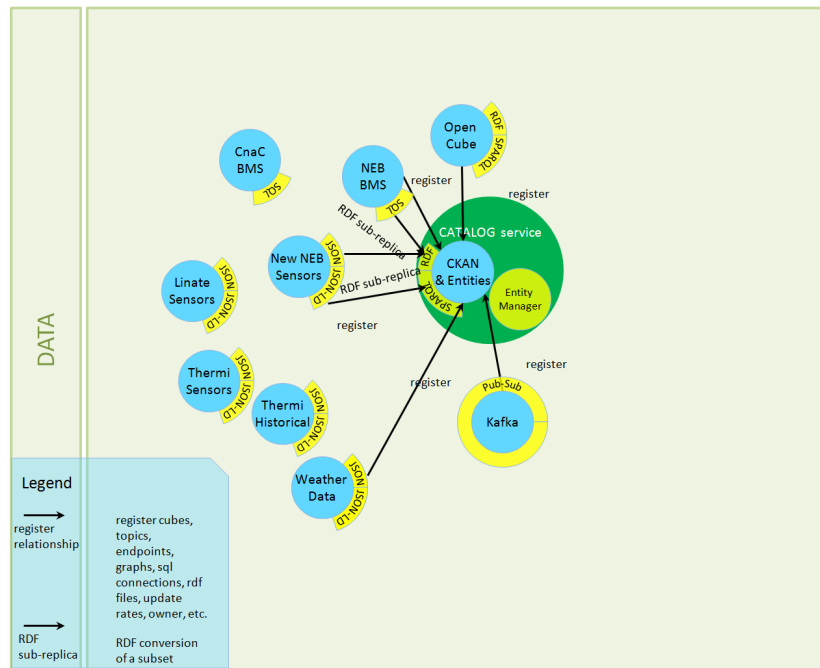 DATA
CnaC
BMS
SQL
NEB
BMS
SQL
Open
Cube
RDF
SPARQL
register
register
CATALOG service
RDF sub-replica
New NEB
Sensors
JSON
JSON-LD
RDF
SPARQL
CKAN
& Entities
Entity
Manager
RDF sub-replica
Linate
Sensors
JSON
JSON-LD
register
register
register
Thermi
Sensors
JSON
JSON-LD
Thermi
Historical
JSON
JSON-LD
Pub-Sub
Kafka
Weather
Data
JSON
JSON-LD
Legend
register
relationship
register cubes,
topics,
endpoints,
graphs, sql
connections, rdf
files, update
rates, owner, etc.
RDF
sub-replica
RDF conversion
of a subset